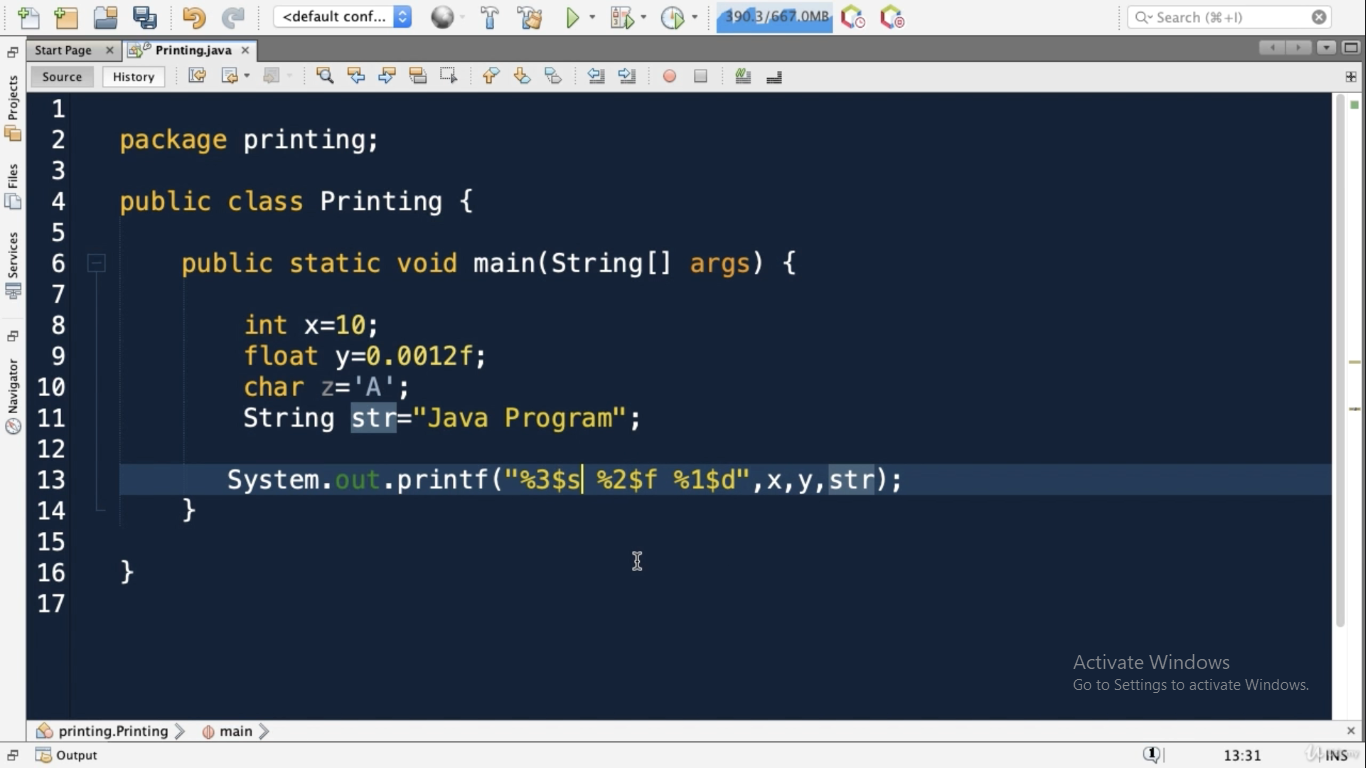 <default conf...
390.3/667.0MB
Search (⌘+I)
Start Page
Printing.java
Source
History
Projects
Files
Services
Navigator
1
2 package printing;
3
4 public class Printing {
5
6 public static void main(String[] args) {
7
8 int x=10;
9 float y=0.0012f;
10 char z='A';
11 String str="Java Program";
12
13 System.out.printf("%3$s %2$f %1$d",x,y,str);
14 }
15
16 }
17
Activate Windows
Go to Settings to activate Windows.
printing.Printing
main
Output
1
13:31
INS